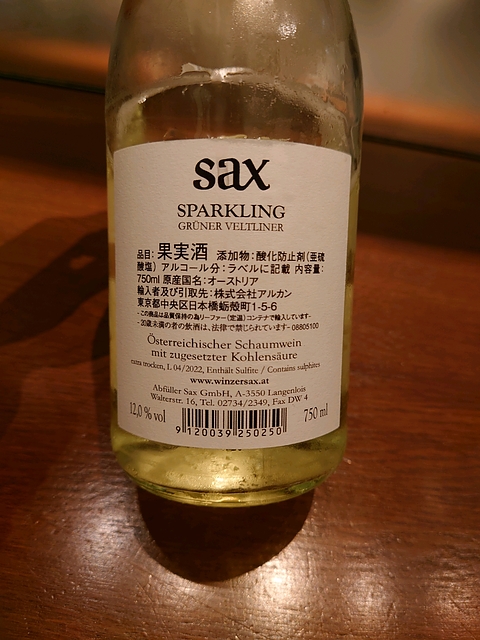 sax
SPARKLING
GRÜNER VELTLINER
品目: 果実酒 添加物:酸化防止剤(亜硫
酸塩) アルコール分:ラベルに記載 内容量:
750ml 原産国名:オーストリア
輸入者及び引取先:株式会社アルカン
東京都中央区日本橋蛎殻町1-5-6
-この商品は品質保持の為リーファー(定温)コンテナで輸入しています-
-20歳未満の者の飲酒は、法律で禁じられています- 08805100
Österreichischer Schaumwein
mit zugesetzter Kohlensäure
extra trocken, L 04/2022, Enthält Sulfite / Contains sulphites
www.winzersax.at
Abfüller Sax GmbH, A-3550 Langenlois
Walterstr. 16, Tel. 02734/2349, Fax DW 4
12,0 % vol
750 ml
9 120039 250250